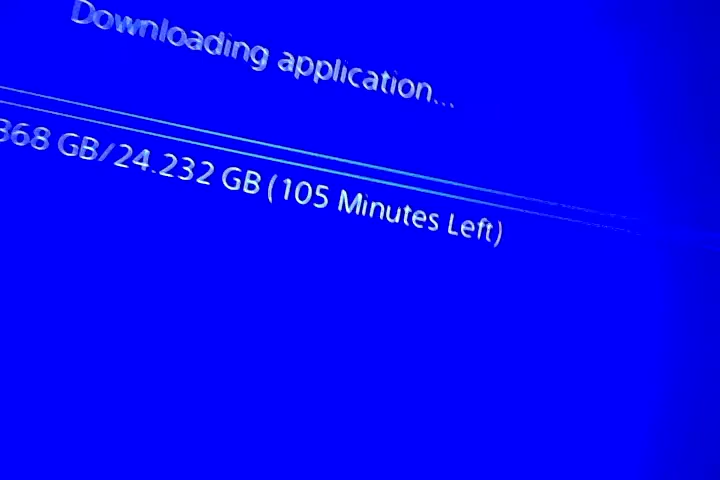 Downloading application...
368 GB/24.232 GB (105 Minutes Left)